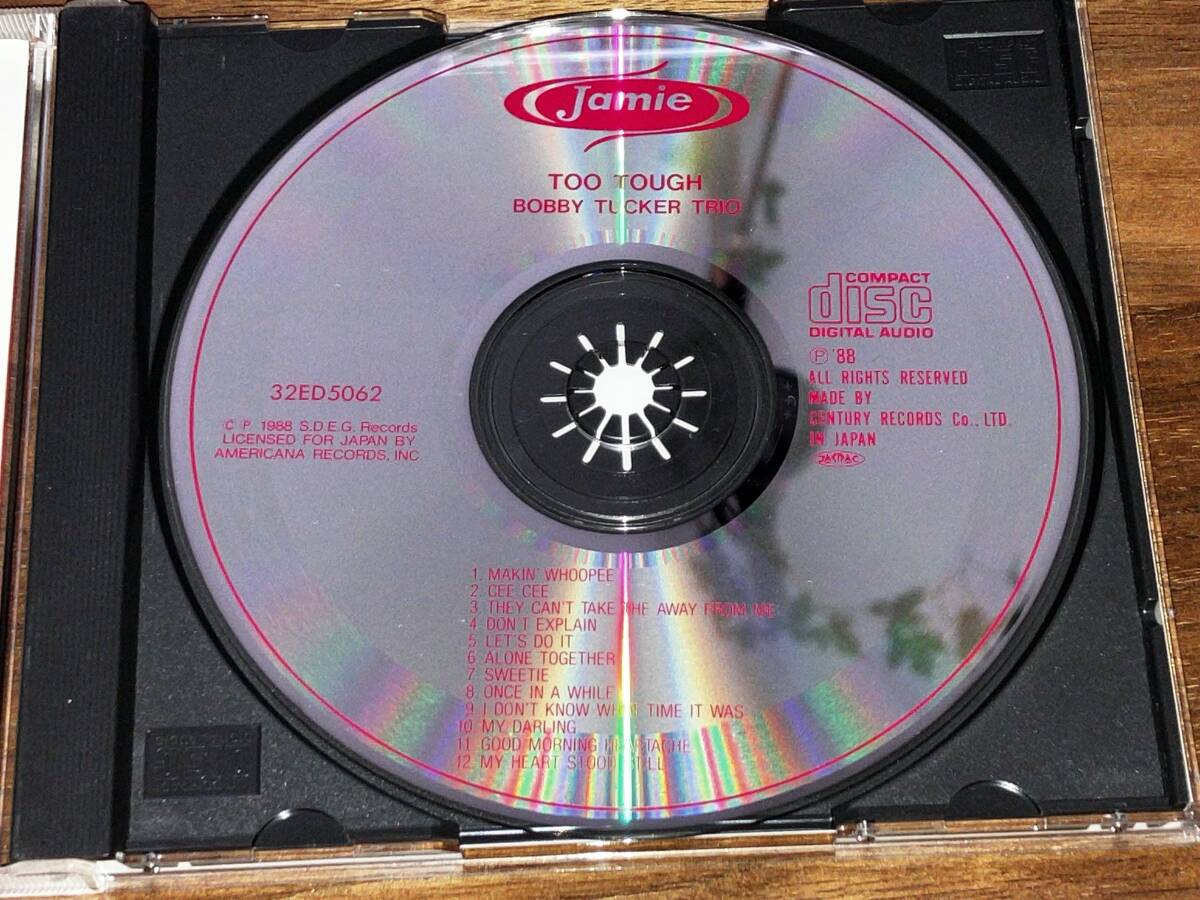 Jamie
TOO TOUGH
BOBBY TUCKER TRIO
COMPACT
disc
DIGITAL AUDIO
Ⓟ '88
ALL RIGHTS RESERVED
MADE BY
CENTURY RECORDS Co., LTD.
IN JAPAN
JASRAC
32ED5062
Ⓒ Ⓟ 1988 S.D.E.G. Records
LICENSED FOR JAPAN BY
AMERICANA RECORDS, INC.
1. MAKIN' WHOOPEE
2. CEE CEE
3. THEY CAN'T TAKE THE AWAY FROM ME
4. DON'T EXPLAIN
5. LET'S DO IT
6. ALONE TOGETHER
7. SWEETIE
8. ONCE IN A WHILE
9. I DON'T KNOW WHAT TIME IT WAS
10. MY DARLING
11. GOOD MORNING HEARTACHE
12. MY HEART STOOD STILL